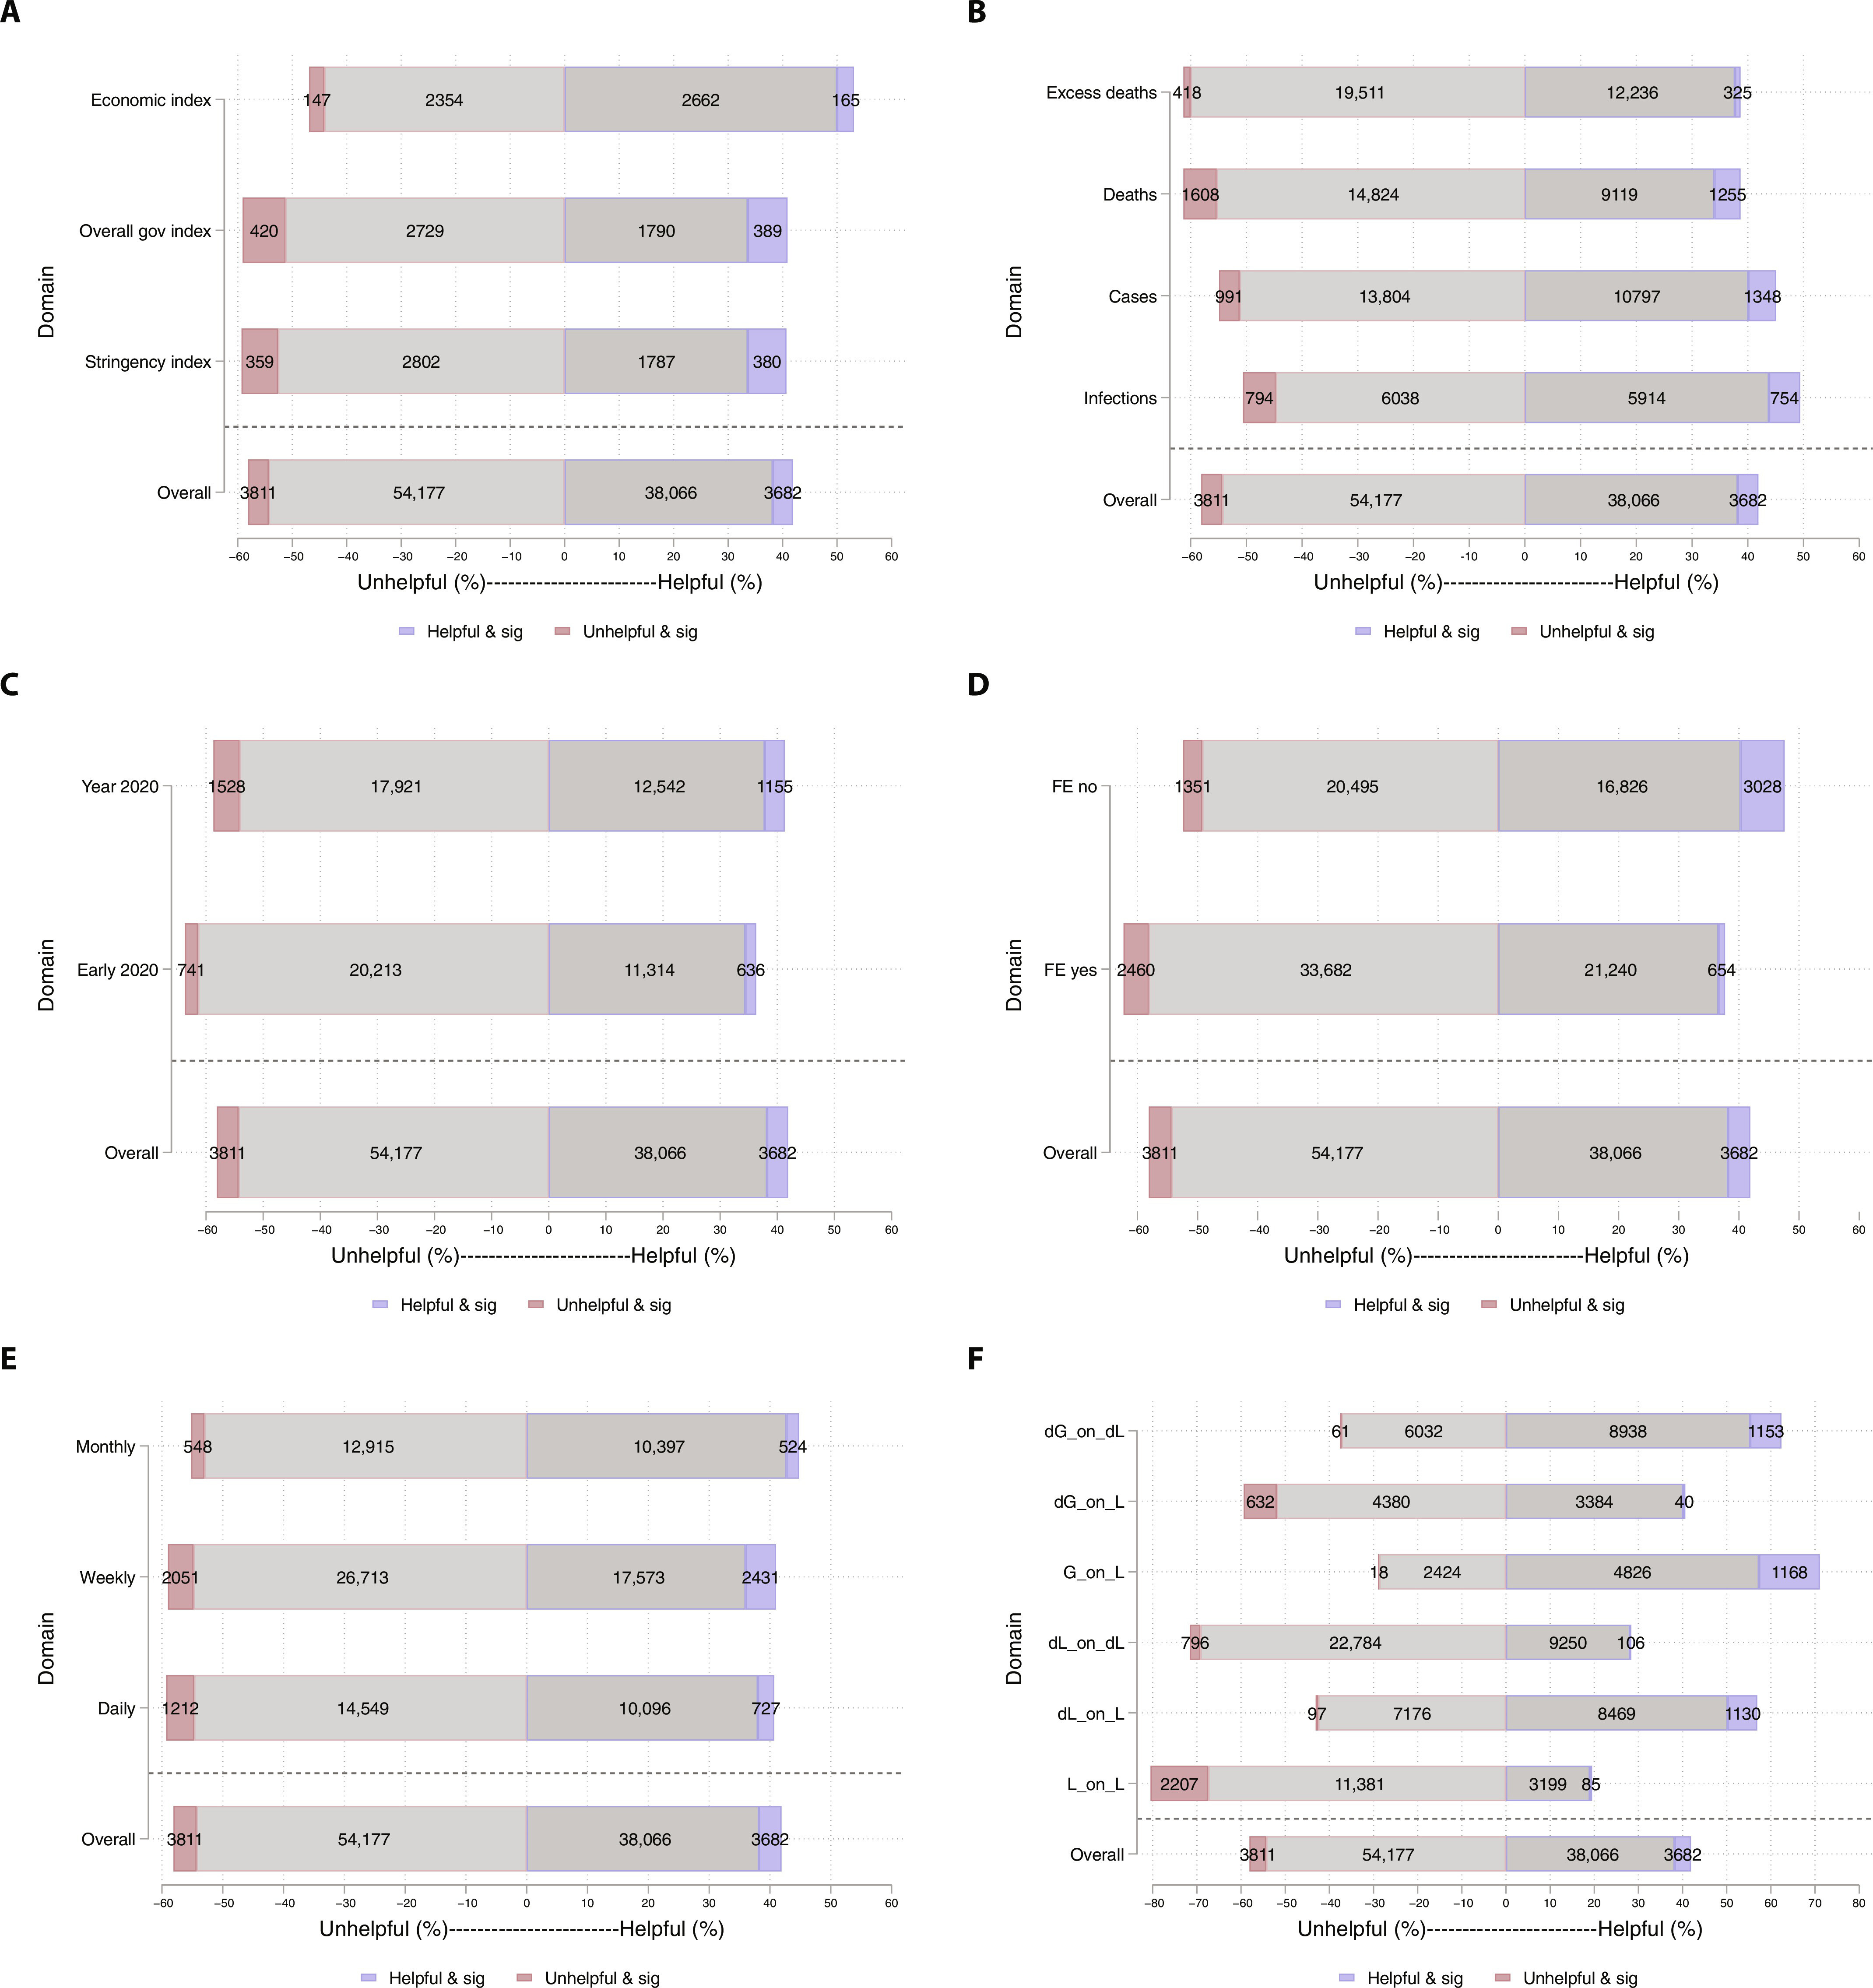 A
Economic index
147 2354 2662 165
Overall gov index
420 2729 1790 389
Stringency index
359 2802 1787 380
Overall
3811 54,177 38,066 3682
Domain
−60 −50 −40 −30 −20 −10 0 10 20 30 40 50 60
Unhelpful (%)-----------------------Helpful (%)
Helpful & sig Unhelpful & sig
B
Excess deaths
418 19,511 12,236 325
Deaths
1608 14,824 9119 1255
Cases
991 13,804 10797 1348
Infections
794 6038 5914 754
Overall
3811 54,177 38,066 3682
Domain
−60 −50 −40 −30 −20 -10 0 10 20 30 40 50 60
Unhelpful (%)-----------------------Helpful (%)
Helpful & sig Unhelpful & sig
C
Year 2020
1528 17,921 12,542 1155
Early 2020
741 20,213 11,314 636
Overall
3811 54,177 38,066 3682
Domain
−60 −50 −40 −30 −20 −10 0 10 20 30 40 50 60
Unhelpful (%)-----------------------Helpful (%)
Helpful & sig Unhelpful & sig
D
FE no
1351 20,495 16,826 3028
FE yes
2460 33,682 21,240 654
Overall
3811 54,177 38,066 3682
Domain
−60 −50 −40 −30 −20 −10 0 10 20 30 40 50 60
Unhelpful (%)-----------------------Helpful (%)
Helpful & sig Unhelpful & sig
E
Monthly
548 12,915 10,397 524
Weekly
2051 26,713 17,573 2431
Daily
1212 14,549 10,096 727
Overall
3811 54,177 38,066 3682
Domain
−60 −50 −40 −30 −20 −10 0 10 20 30 40 50 60
Unhelpful (%)-----------------------Helpful (%)
Helpful & sig Unhelpful & sig
F
dG_on_dL
61 6032 8938 1153
dG_on_L
632 4380 3384 40
G_on_L
18 2424 4826 1168
dL_on_dL
796 22,784 9250 106
dL_on_L
97 7176 8469 1130
L_on_L
2207 11,381 3199 85
Overall
3811 54,177 38,066 3682
Domain
−80 −70 −60 −50 −40 −30 −20 −10 0 10 20 30 40 50 60 70 80
Unhelpful (%)-----------------------Helpful (%)
Helpful & sig Unhelpful & sig